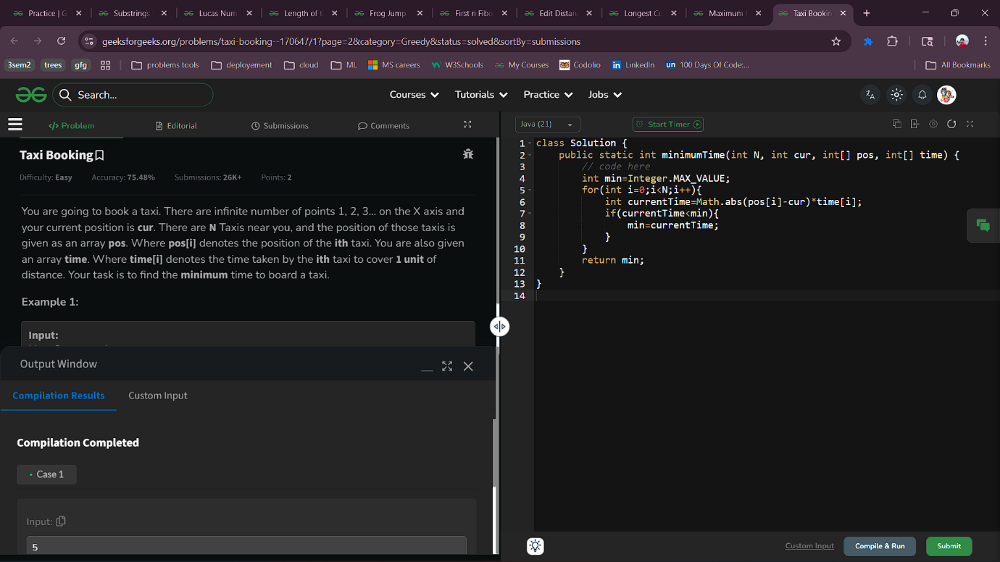 Practice | G
Substrings
Lucas Num
Length of t
Frog Jump
First n Fibo
Edit Distan
Longest Co
Maximum
Taxi Bookin
geeksforgeeks.org/problems/taxi-booking--170647/1?page=2&category=Greedy&status=solved&sortBy=submissions
3sem2
trees
gfg
problems tools
deployement
cloud
ML
MS careers
W3Schools
My Courses
Codolio
LinkedIn
100 Days Of Code:...
All Bookmarks
Search...
Courses
Tutorials
Practice
Jobs
Problem
Editorial
Submissions
Comments
Taxi Booking
Difficulty: Easy
Accuracy: 75.48%
Submissions: 26K+
Points: 2
You are going to book a taxi. There are infinite number of points 1, 2, 3... on the X axis and
your current position is cur. There are N Taxis near you, and the position of those taxis is
given as an array pos. Where pos[i] denotes the position of the ith taxi. You are also given
an array time. Where time[i] denotes the time taken by the ith taxi to cover 1 unit of
distance. Your task is to find the minimum time to board a taxi.
Example 1:
Input:
Output Window
Compilation Results
Custom Input
Compilation Completed
Case 1
Input:
5
Java (21)
Start Timer
1 class Solution {
2 public static int minimumTime(int N, int cur, int[] pos, int[] time) {
3 // code here
4 int min=Integer.MAX_VALUE;
5 for(int i=0;i<N;i++){
6 int currentTime=Math.abs(pos[i]-cur)*time[i];
7 if(currentTime<min){
8 min=currentTime;
9 }
10 }
11 return min;
12 }
13 }
14
Custom Input
Compile & Run
Submit